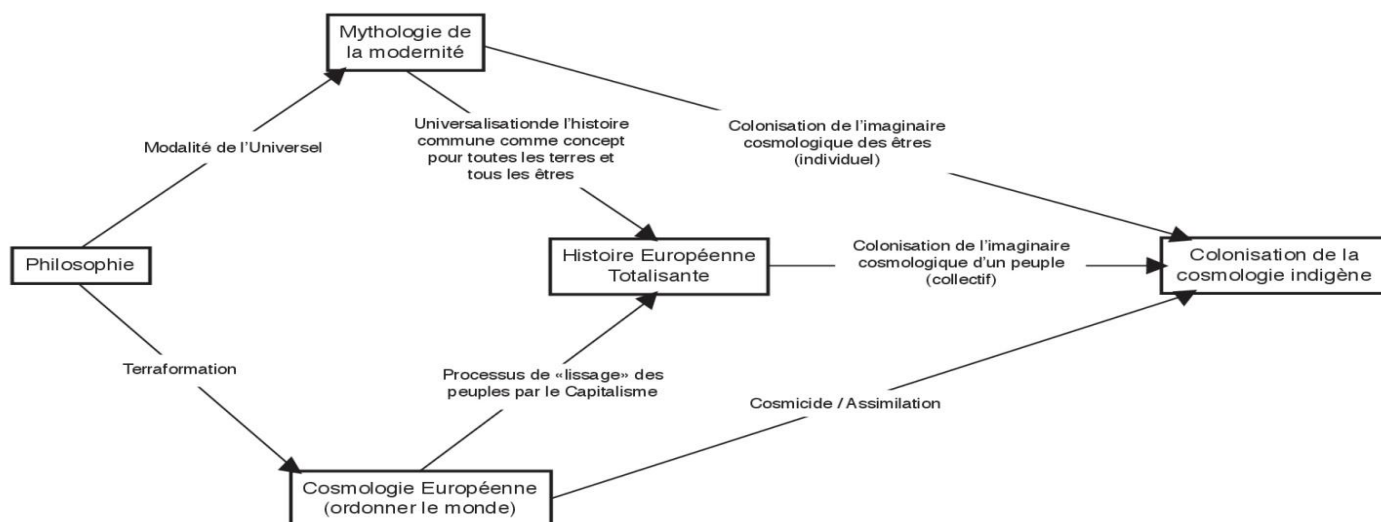 Mythologie de
la modernité
Universalisationde l'histoire
commune comme concept
pour toutes les terres et
tous les êtres
Colonisation de l'imaginaire
cosmologique des êtres
(individuel)
Modalité de l'Universel
Philosophie
Histoire Européenne
Totalisante
Colonisation de l'imaginaire
cosmologique d'un peuple
(collectif)
Colonisation de la
cosmologie indigène
Terraformation
Processus de «lissage» des
peuples par le Capitalisme
Cosmicide / Assimilation
Cosmologie Européenne
(ordonner le monde)